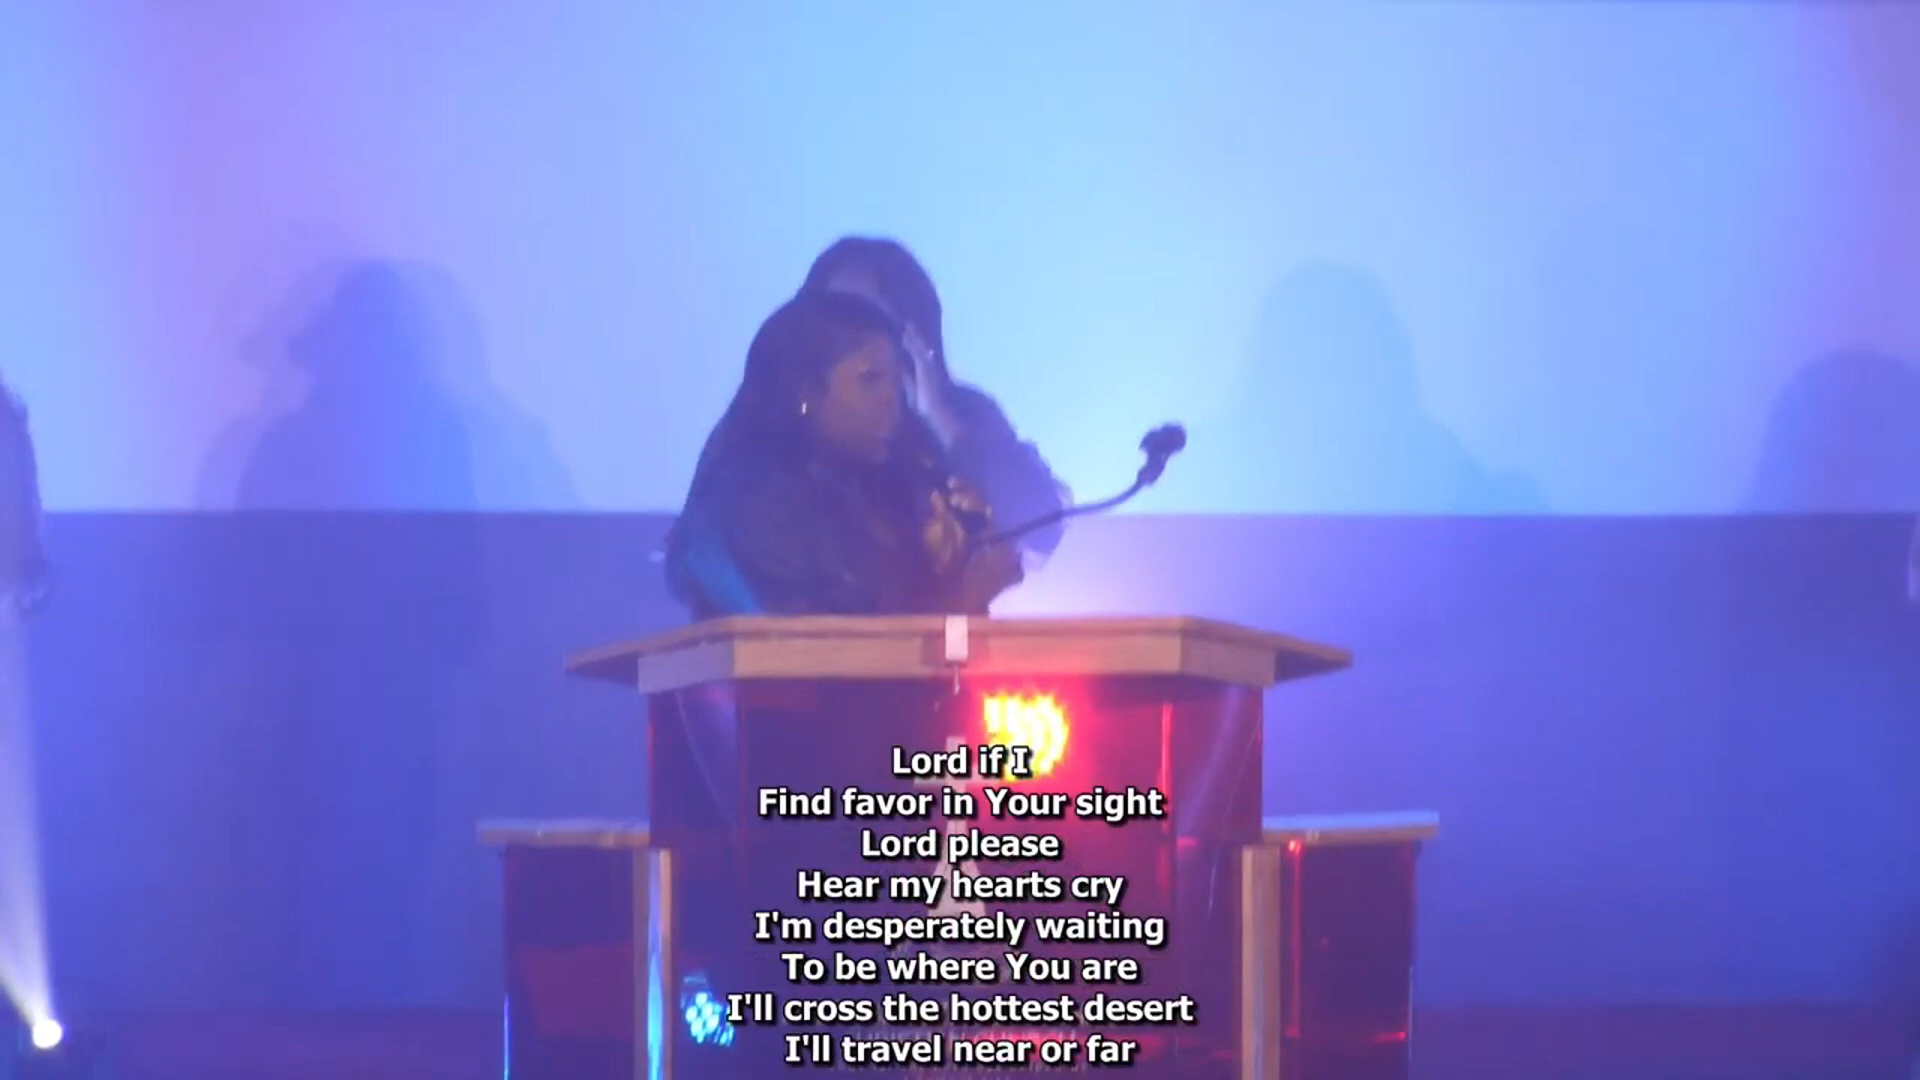 Lord if I
Find favor in Your sight
Lord please
Hear my hearts cry
I'm desperately waiting
To be where You are
I'll cross the hottest desert
I'll travel near or far